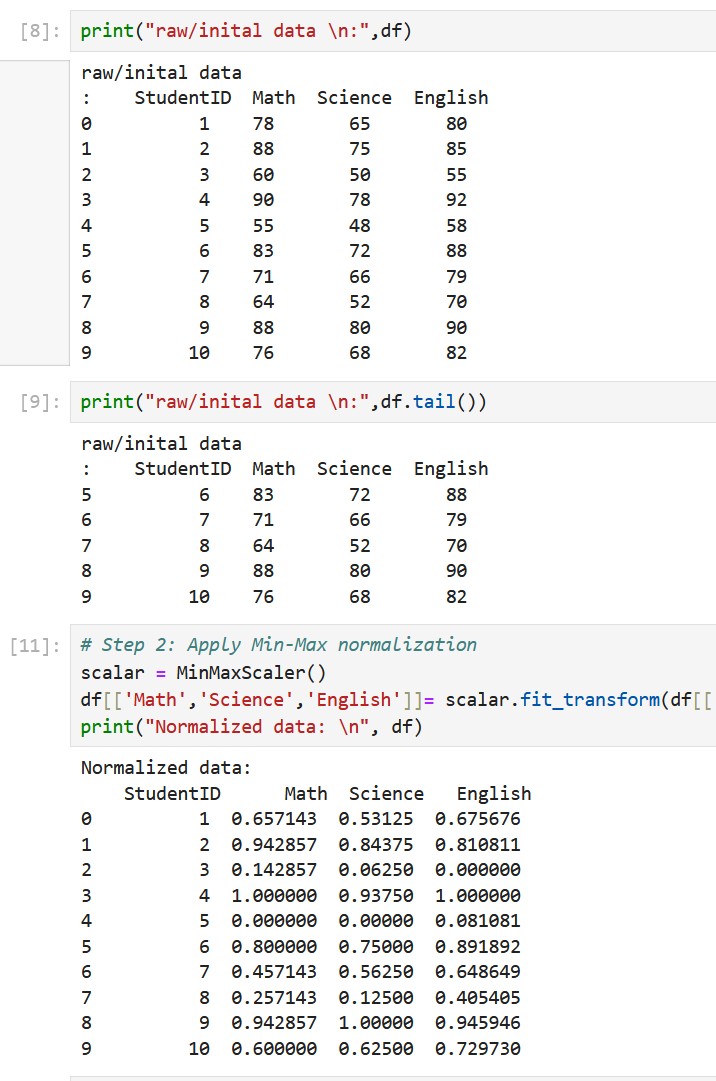 [8]: print("raw/inital data \n:",df)
raw/inital data
:    StudentID  Math  Science  English
0          1    78       65       80
1          2    88       75       85
2          3    60       50       55
3          4    90       78       92
4          5    55       48       58
5          6    83       72       88
6          7    71       66       79
7          8    64       52       70
8          9    88       80       90
9         10    76       68       82
[9]: print("raw/inital data \n:",df.tail())
raw/inital data
:    StudentID  Math  Science  English
5          6    83       72       88
6          7    71       66       79
7          8    64       52       70
8          9    88       80       90
9         10    76       68       82
[11]: # Step 2: Apply Min-Max normalization
scalar = MinMaxScaler()
df[['Math','Science','English']]= scalar.fit_transform(df[[
print("Normalized data: \n", df)
Normalized data:
    StudentID      Math  Science   English
0          1  0.657143  0.53125  0.675676
1          2  0.942857  0.84375  0.810811
2          3  0.142857  0.06250  0.000000
3          4  1.000000  0.93750  1.000000
4          5  0.000000  0.00000  0.081081
5          6  0.800000  0.75000  0.891892
6          7  0.457143  0.56250  0.648649
7          8  0.257143  0.12500  0.405405
8          9  0.942857  1.00000  0.945946
9         10  0.600000  0.62500  0.729730